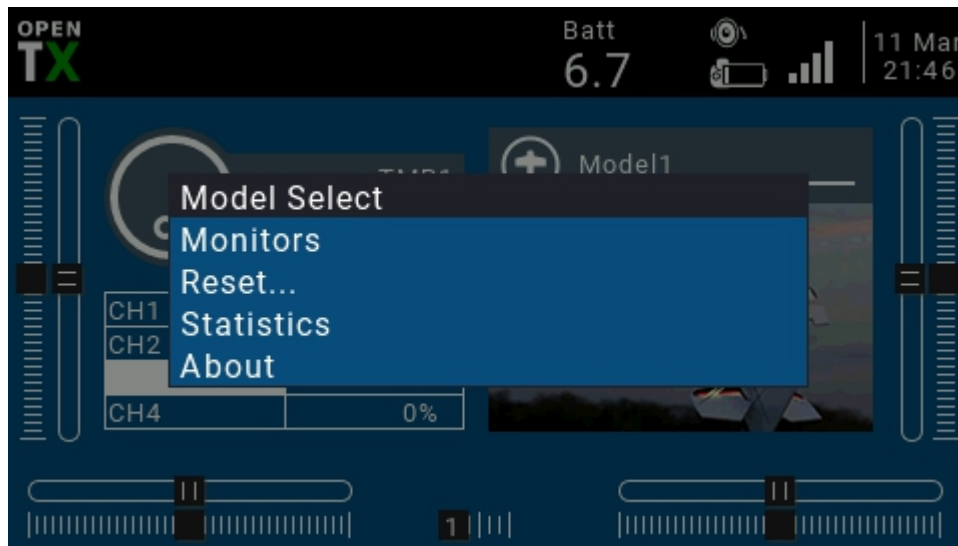 OPEN
TX
Batt
6.7
11 Mar
21:46
Model1
Model Select
Monitors
Reset...
Statistics
About
CH1
CH2
CH4
0%
1